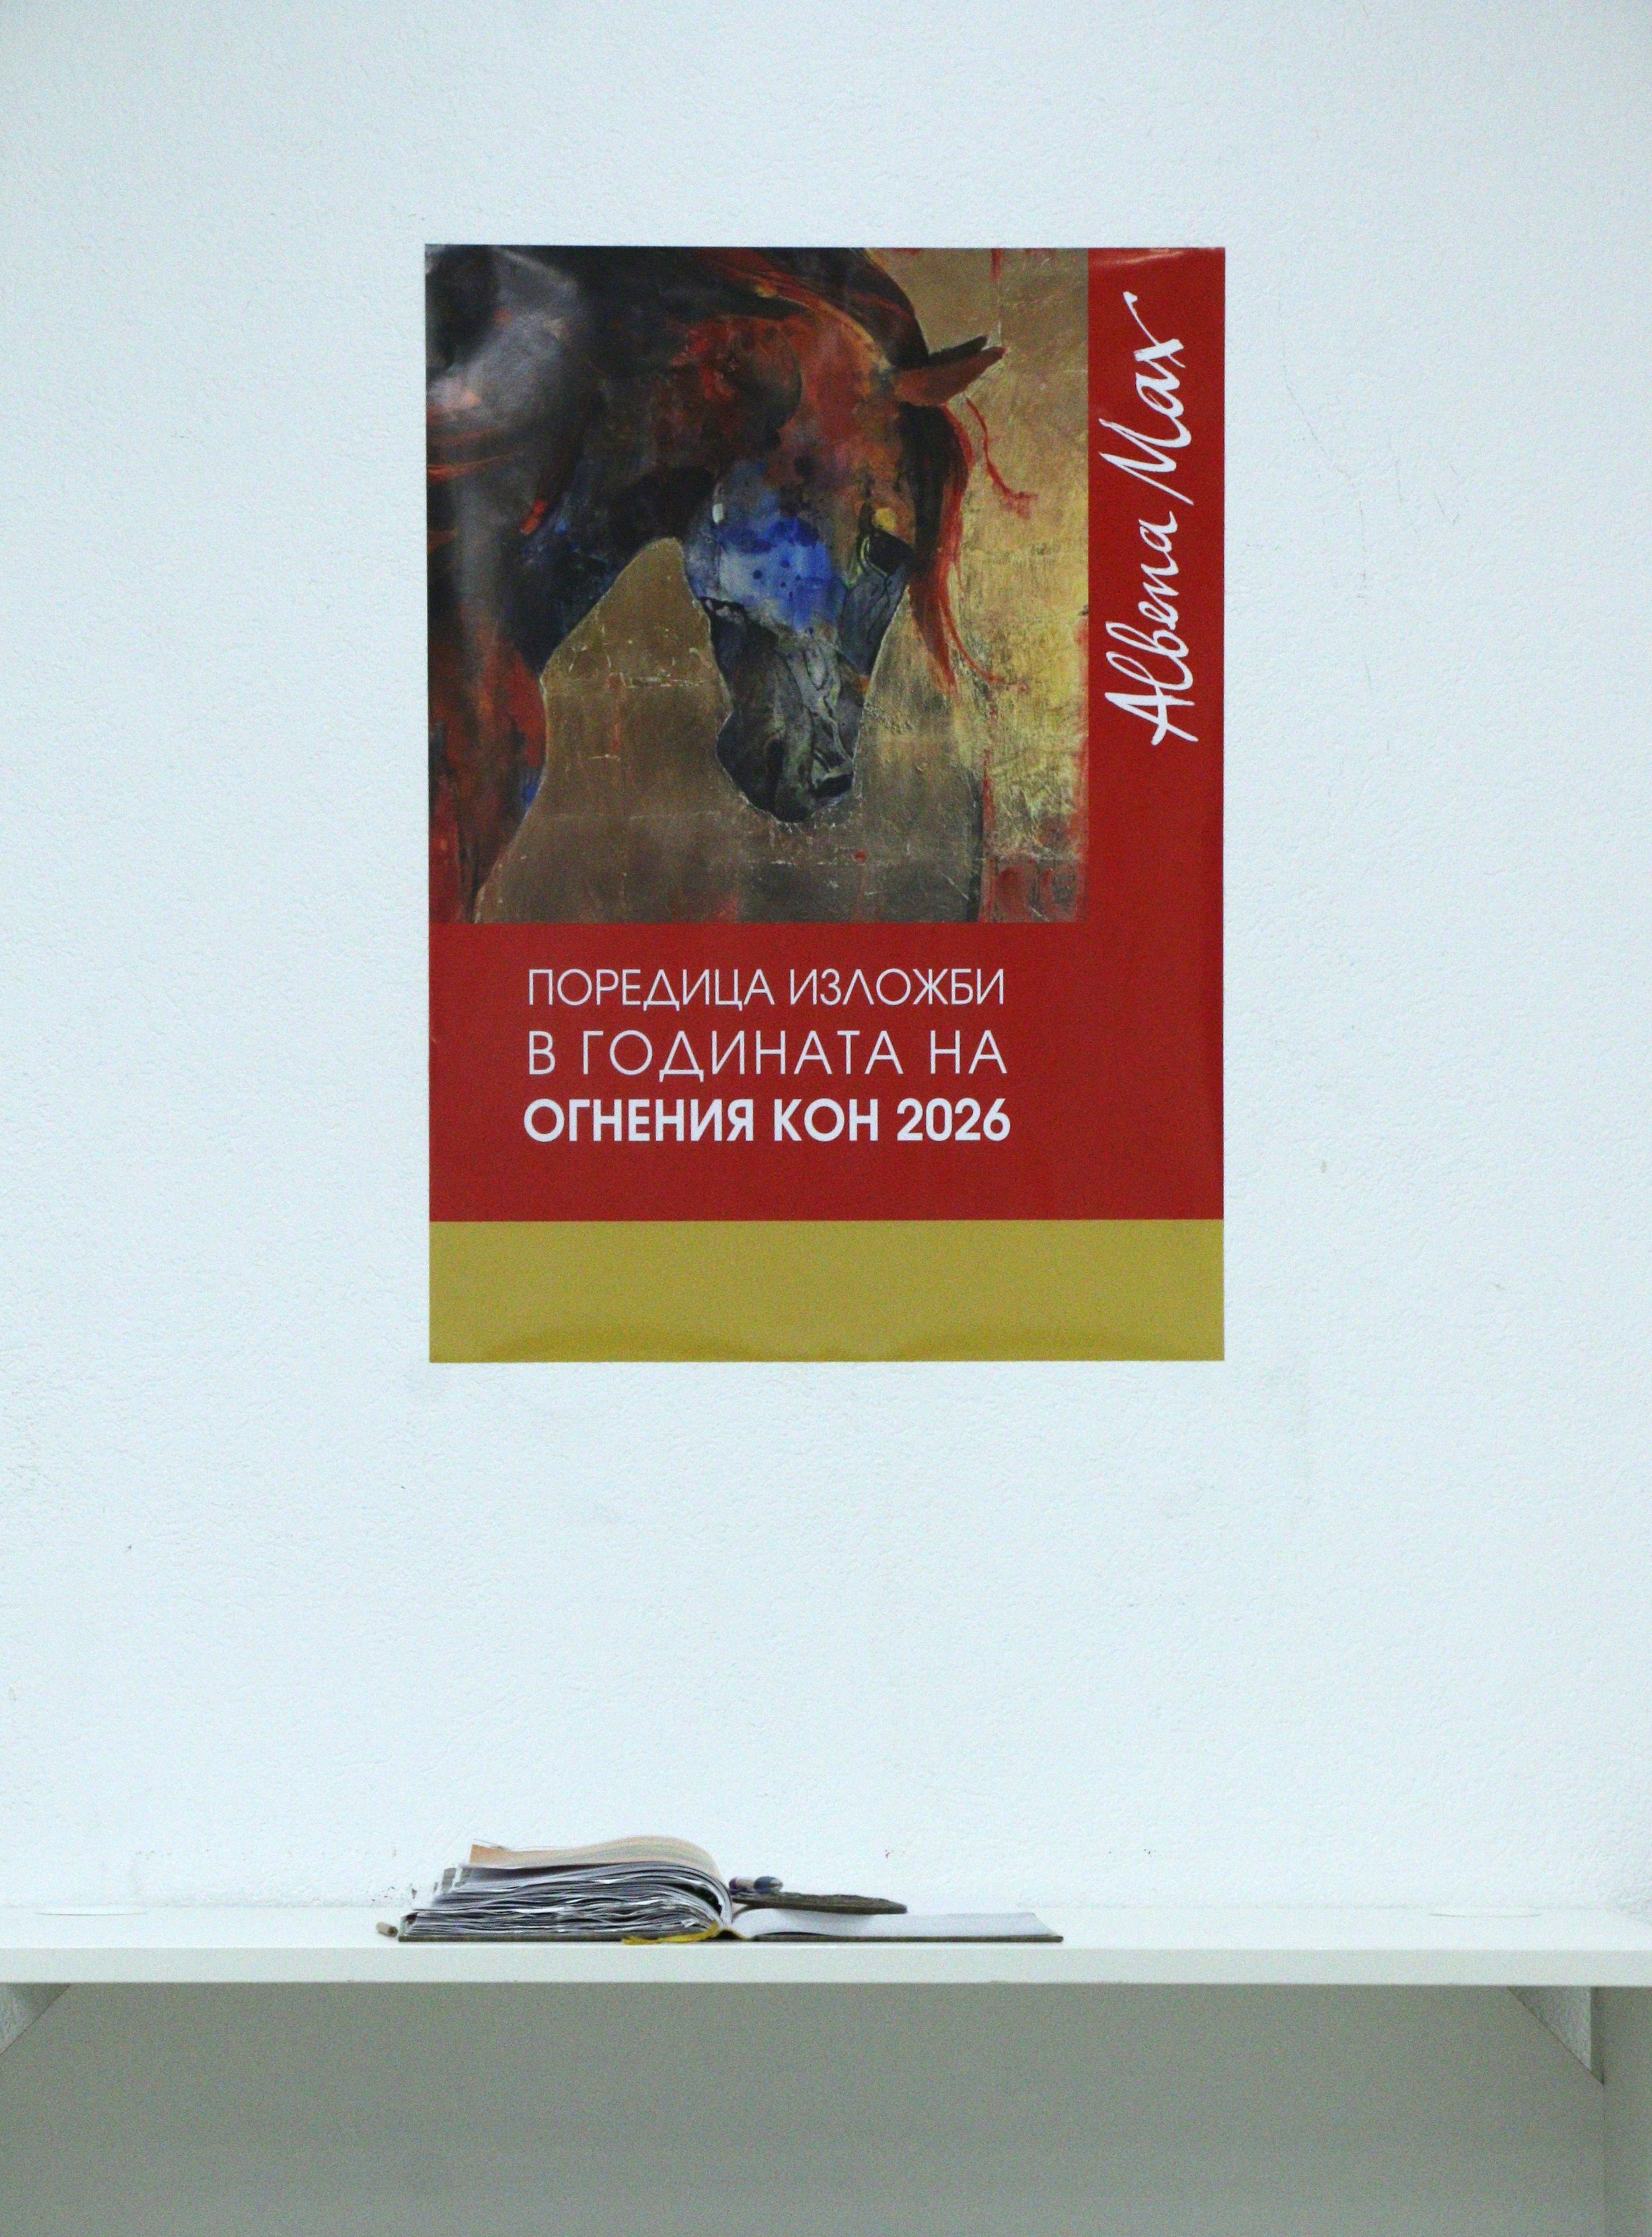 Albena Max
ПОРЕДИЦА ИЗЛОЖБИ
В ГОДИНАТА НА
ОГНЕНИЯ КОН 2026